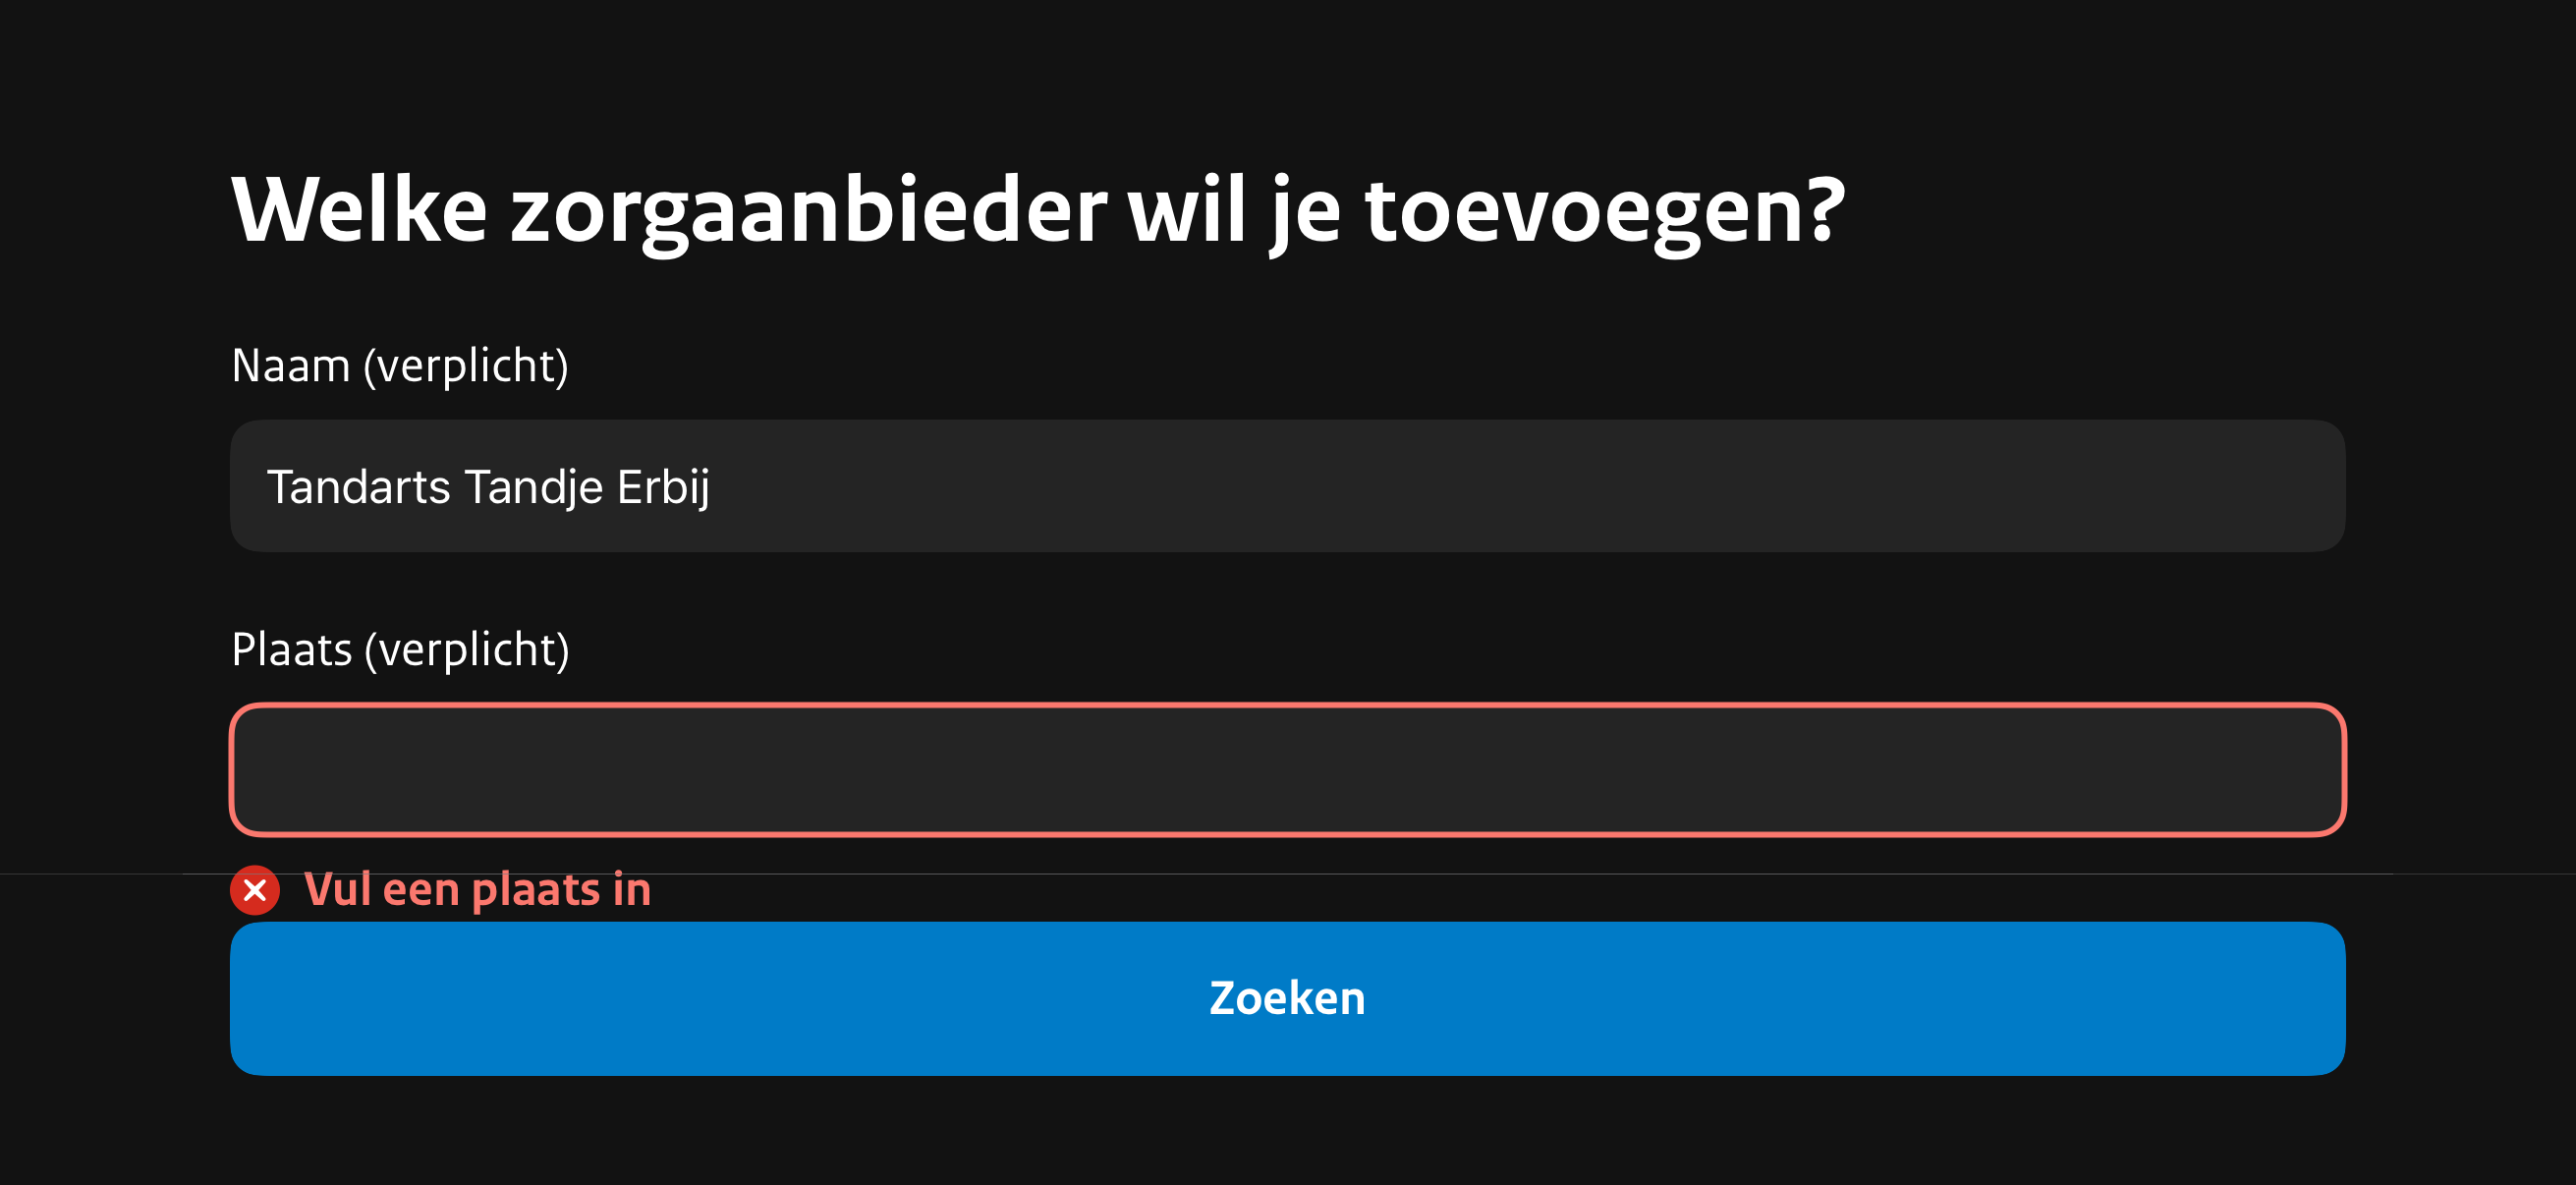 Welke zorgaanbieder wil je toevoegen?
Naam (verplicht)
Tandarts Tandje Erbij
Plaats (verplicht)
Vul een plaats in
Zoeken